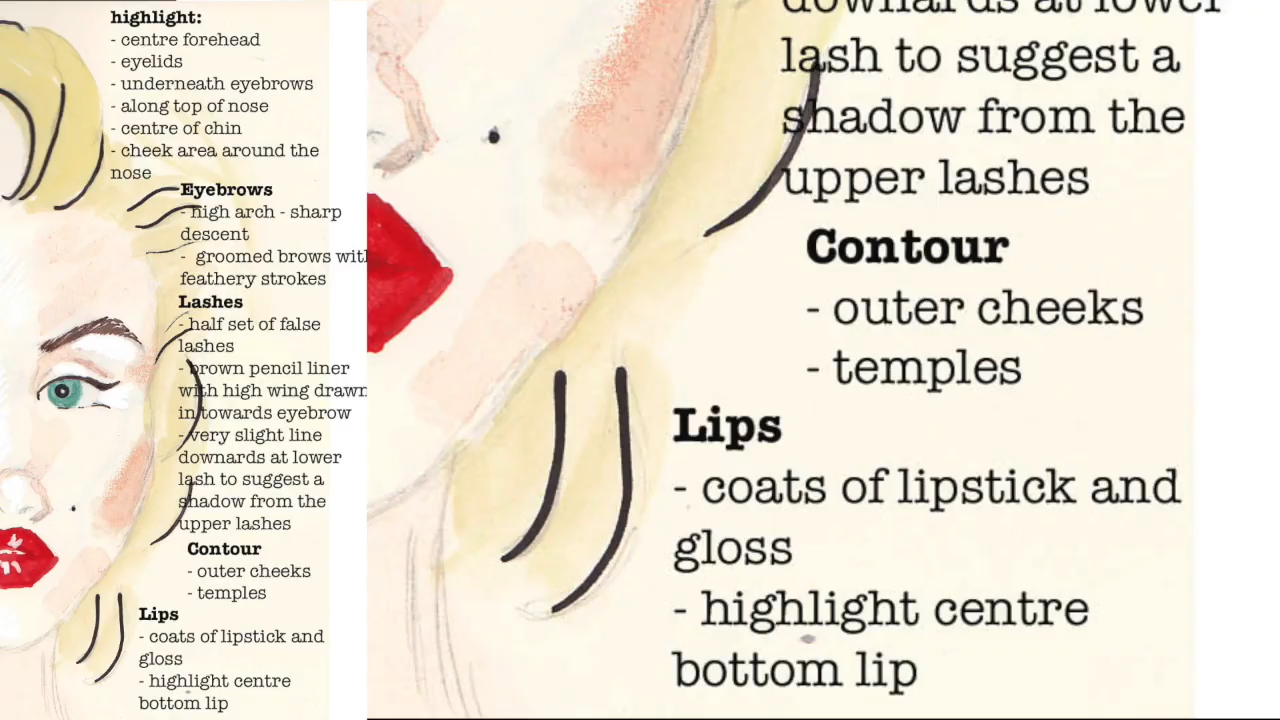 highlight:
- centre forehead
- eyelids
- underneath eyebrows
- along top of nose
- centre of chin
- cheek area around the
nose
Eyebrows
- high arch - sharp
descent
- groomed brows with
feathery strokes
Lashes
- half set of false
lashes
- brown pencil liner
with high wing drawn
in towards eyebrow
- very slight line
downards at lower
lash to suggest a
shadow from the
upper lashes
Contour
- outer cheeks
- temples
Lips
- coats of lipstick and
gloss
- highlight centre
bottom lip
downards at lower
lash to suggest a
shadow from the
upper lashes
Contour
- outer cheeks
- temples
Lips
- coats of lipstick and
gloss
- highlight centre
bottom lip